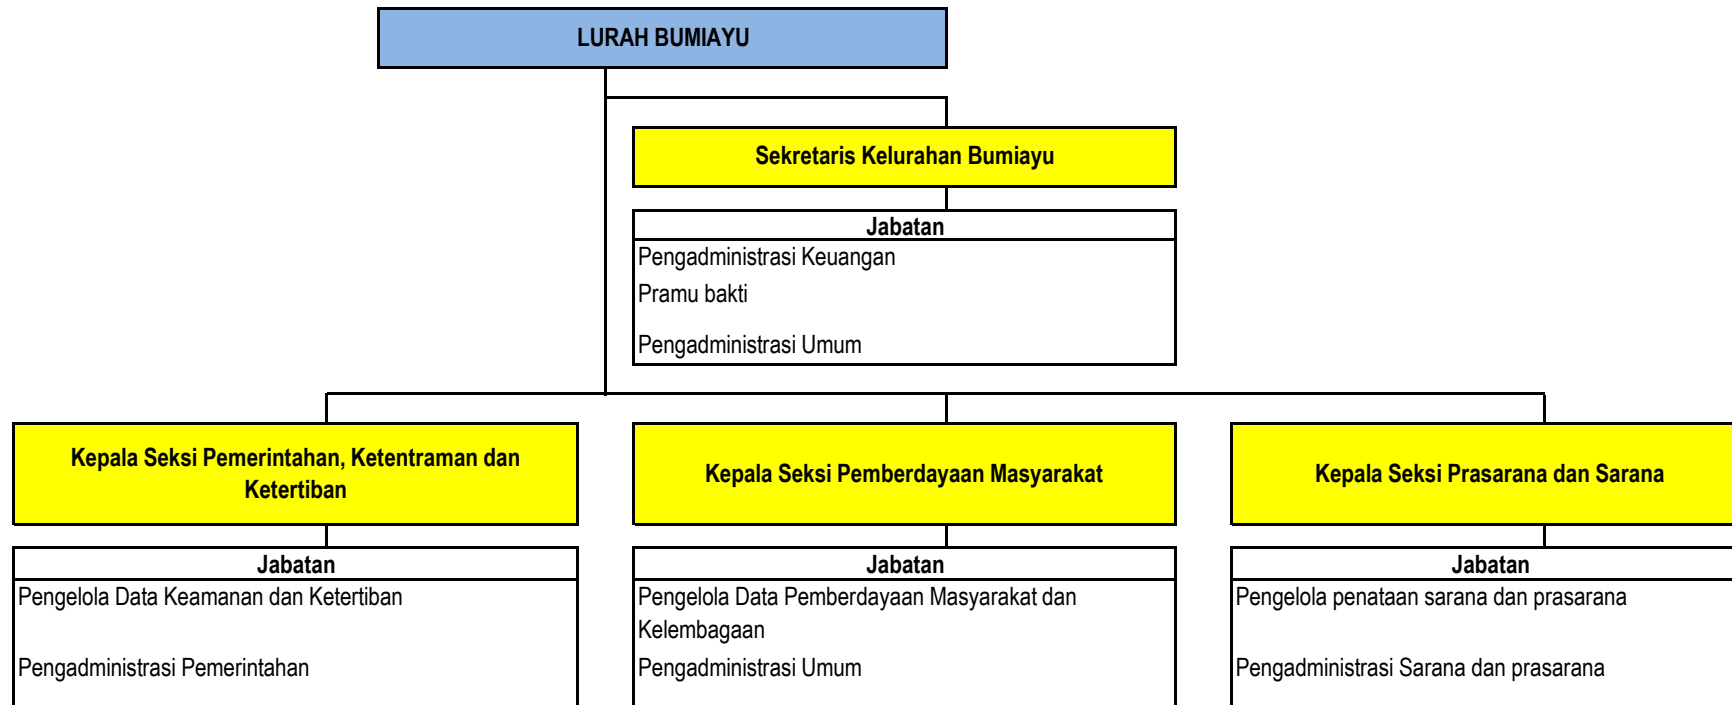 LURAH BUMIAYU
Sekretaris Kelurahan Bumiayu
Jabatan
Pengadministrasi Keuangan
Pramu bakti
Pengadministrasi Umum
Kepala Seksi Pemerintahan, Ketentraman dan
Ketertiban
Jabatan
Pengelola Data Keamanan dan Ketertiban
Pengadministrasi Pemerintahan
Kepala Seksi Pemberdayaan Masyarakat
Jabatan
Pengelola Data Pemberdayaan Masyarakat dan
Kelembagaan
Pengadministrasi Umum
Kepala Seksi Prasarana dan Sarana
Jabatan
Pengelola penataan sarana dan prasarana
Pengadministrasi Sarana dan prasarana